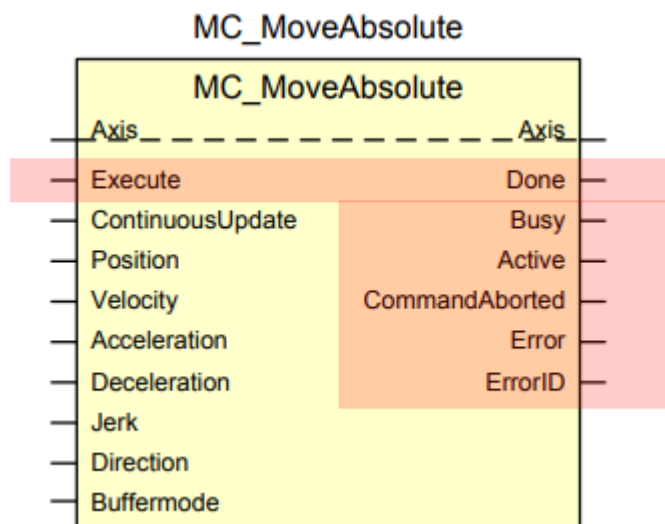 MC_MoveAbsolute
MC_MoveAbsolute
Axis Axis
Execute Done
ContinuousUpdate Busy
Position Active
Velocity CommandAborted
Acceleration Error
Deceleration ErrorID
Jerk
Direction
Buffermode